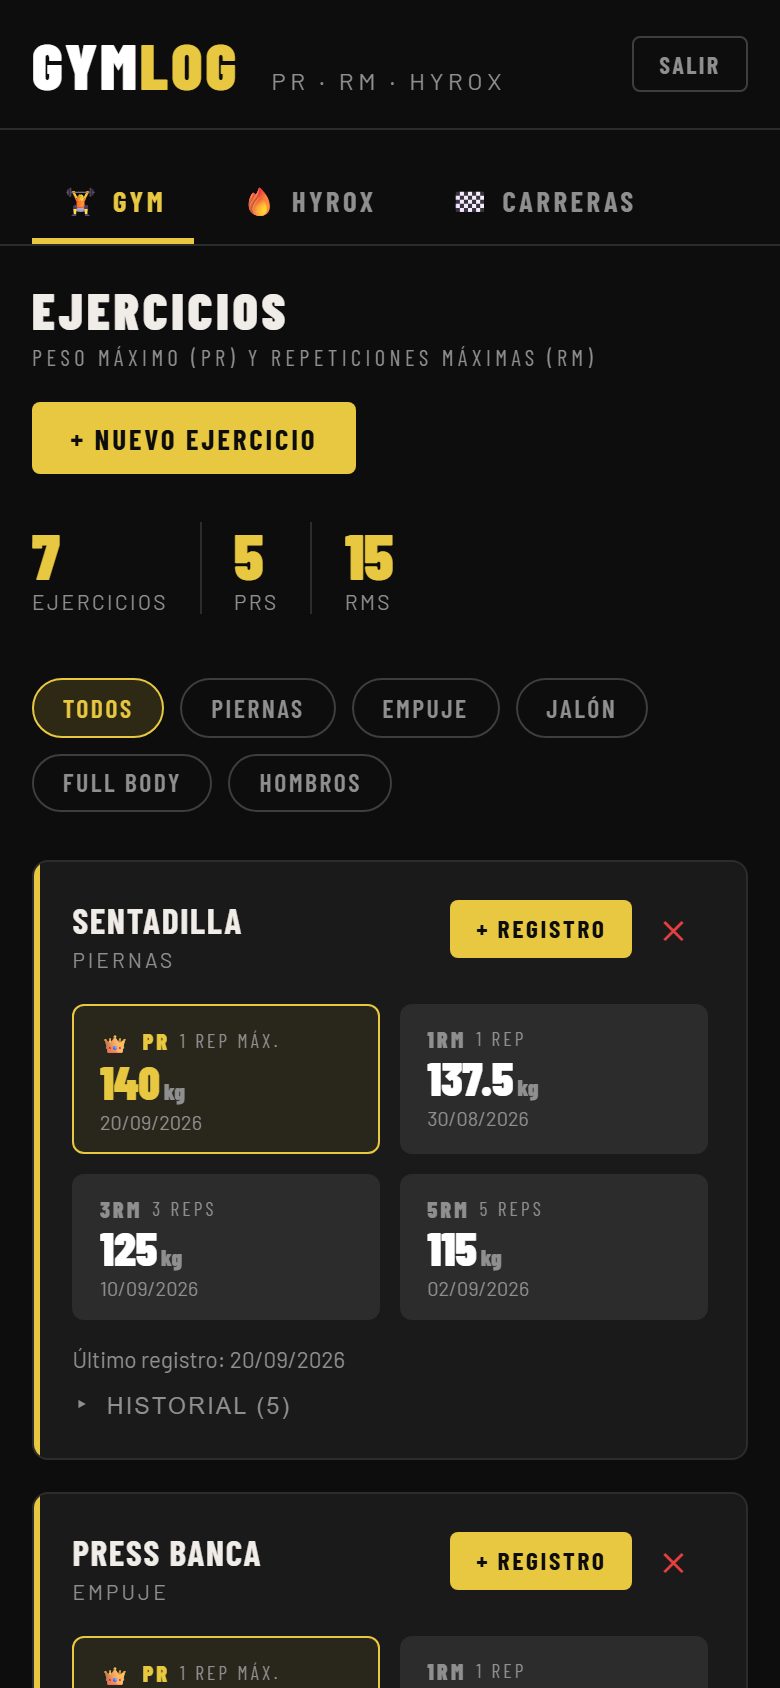 GYMLOG PR · RM · HYROX SALIR
GYM HYROX CARRERAS
EJERCICIOS
PESO MÁXIMO (PR) Y REPETICIONES MÁXIMAS (RM)
+ NUEVO EJERCICIO
7 5 15
EJERCICIOS PRS RMS
TODOS PIERNAS EMPUJE JALÓN
FULL BODY HOMBROS
SENTADILLA + REGISTRO
PIERNAS
PR 1 REP MÁX.
140 kg
20/09/2026
1RM 1 REP
137.5 kg
30/08/2026
3RM 3 REPS
125 kg
10/09/2026
5RM 5 REPS
115 kg
02/09/2026
Último registro: 20/09/2026
HISTORIAL (5)
PRESS BANCA + REGISTRO
EMPUJE
PR 1 REP MÁX.
1RM 1 REP